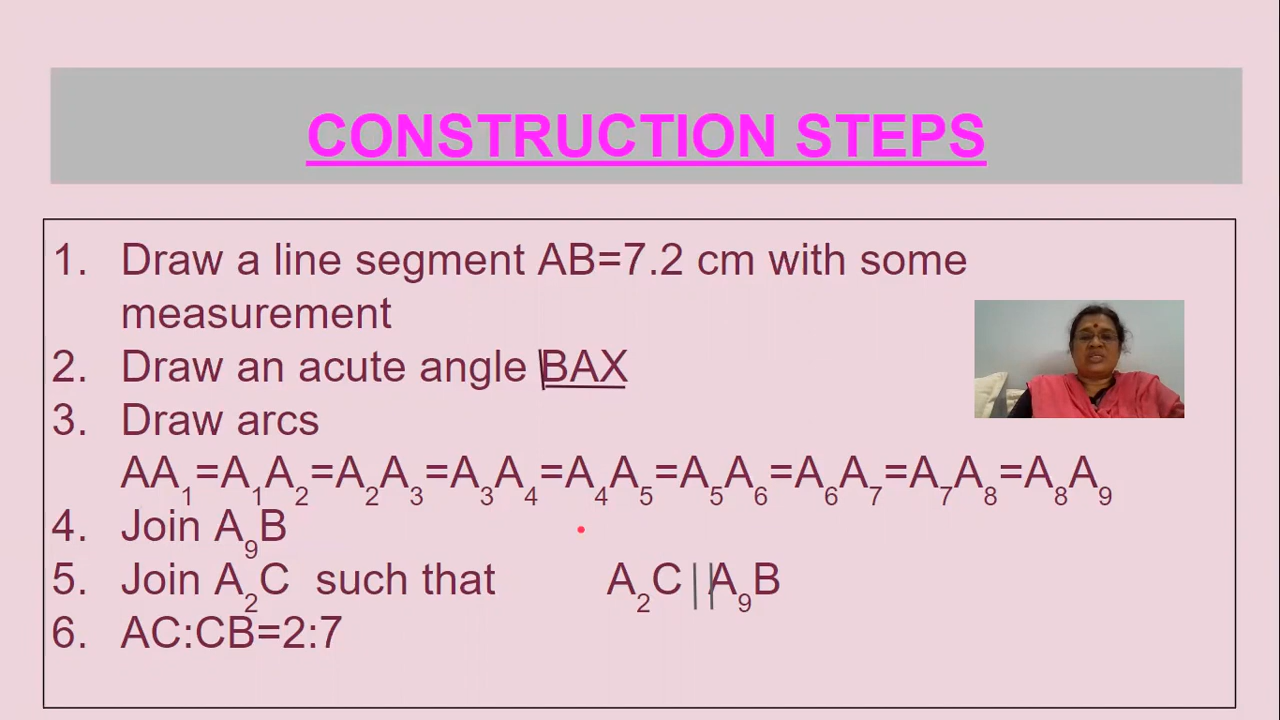 CONSTRUCTION STEPS
1. Draw a line segment AB=7.2 cm with some
measurement
2. Draw an acute angle BAX
3. Draw arcs
AA₁=A₁A₂=A₂A₃=A₃A₄=A₄A₅=A₅A₆=A₆A₇=A₇A₈=A₈A₉
4. Join A₉B
5. Join A₂C such that A₂C||A₉B
6. AC:CB=2:7